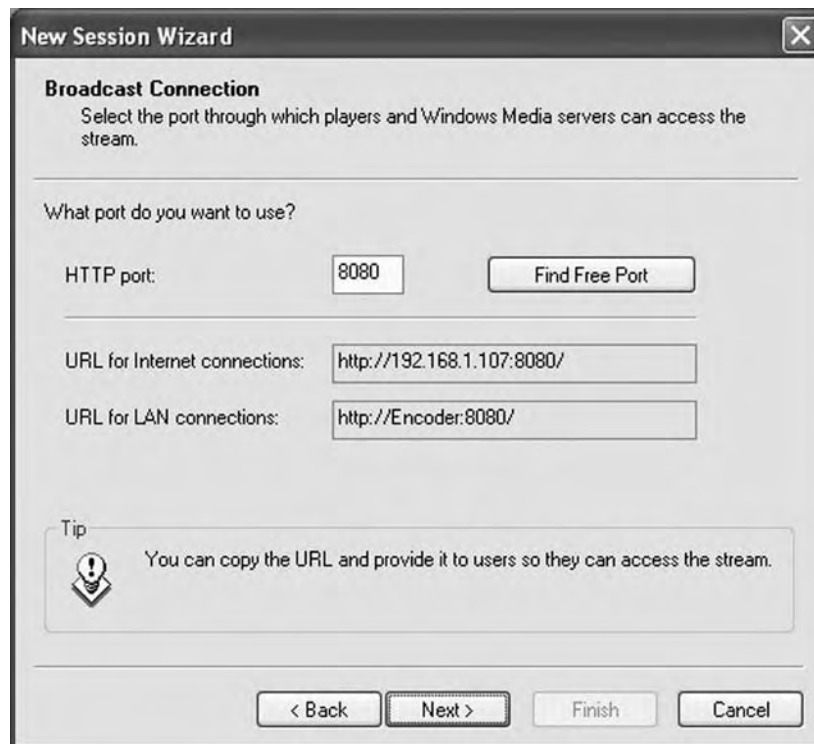 New Session Wizard
Broadcast Connection
Select the port through which players and Windows Media servers can access the
stream.
What port do you want to use?
HTTP port: 8080 Find Free Port
URL for Internet connections: http://192.168.1.107:8080/
URL for LAN connections: http://Encoder:8080/
Tip
You can copy the URL and provide it to users so they can access the stream.
< Back Next > Finish Cancel